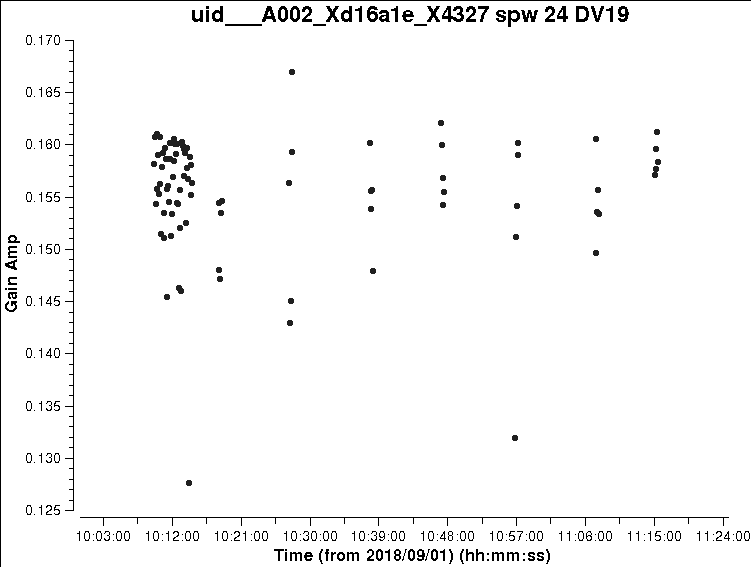 uid___A002_Xd16a1e_X4327 spw 24 DV19
0.170
0.165
0.160
0.155
0.150
0.145
0.140
0.135
0.130
0.125
Gain Amp
10:03:00 10:12:00 10:21:00 10:30:00 10:39:00 10:48:00 10:57:00 11:06:00 11:15:00 11:24:00
Time (from 2018/09/01) (hh:mm:ss)